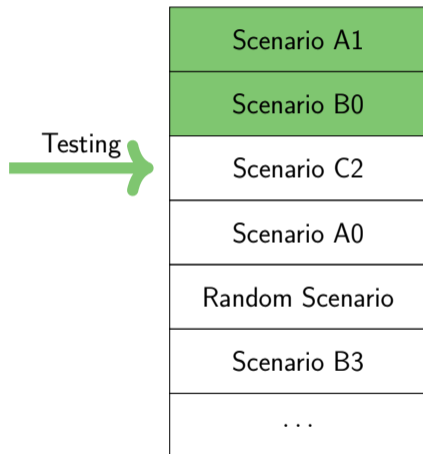 Scenario A1
Scenario B0
Testing
Scenario C2
Scenario A0
Random Scenario
Scenario B3
...